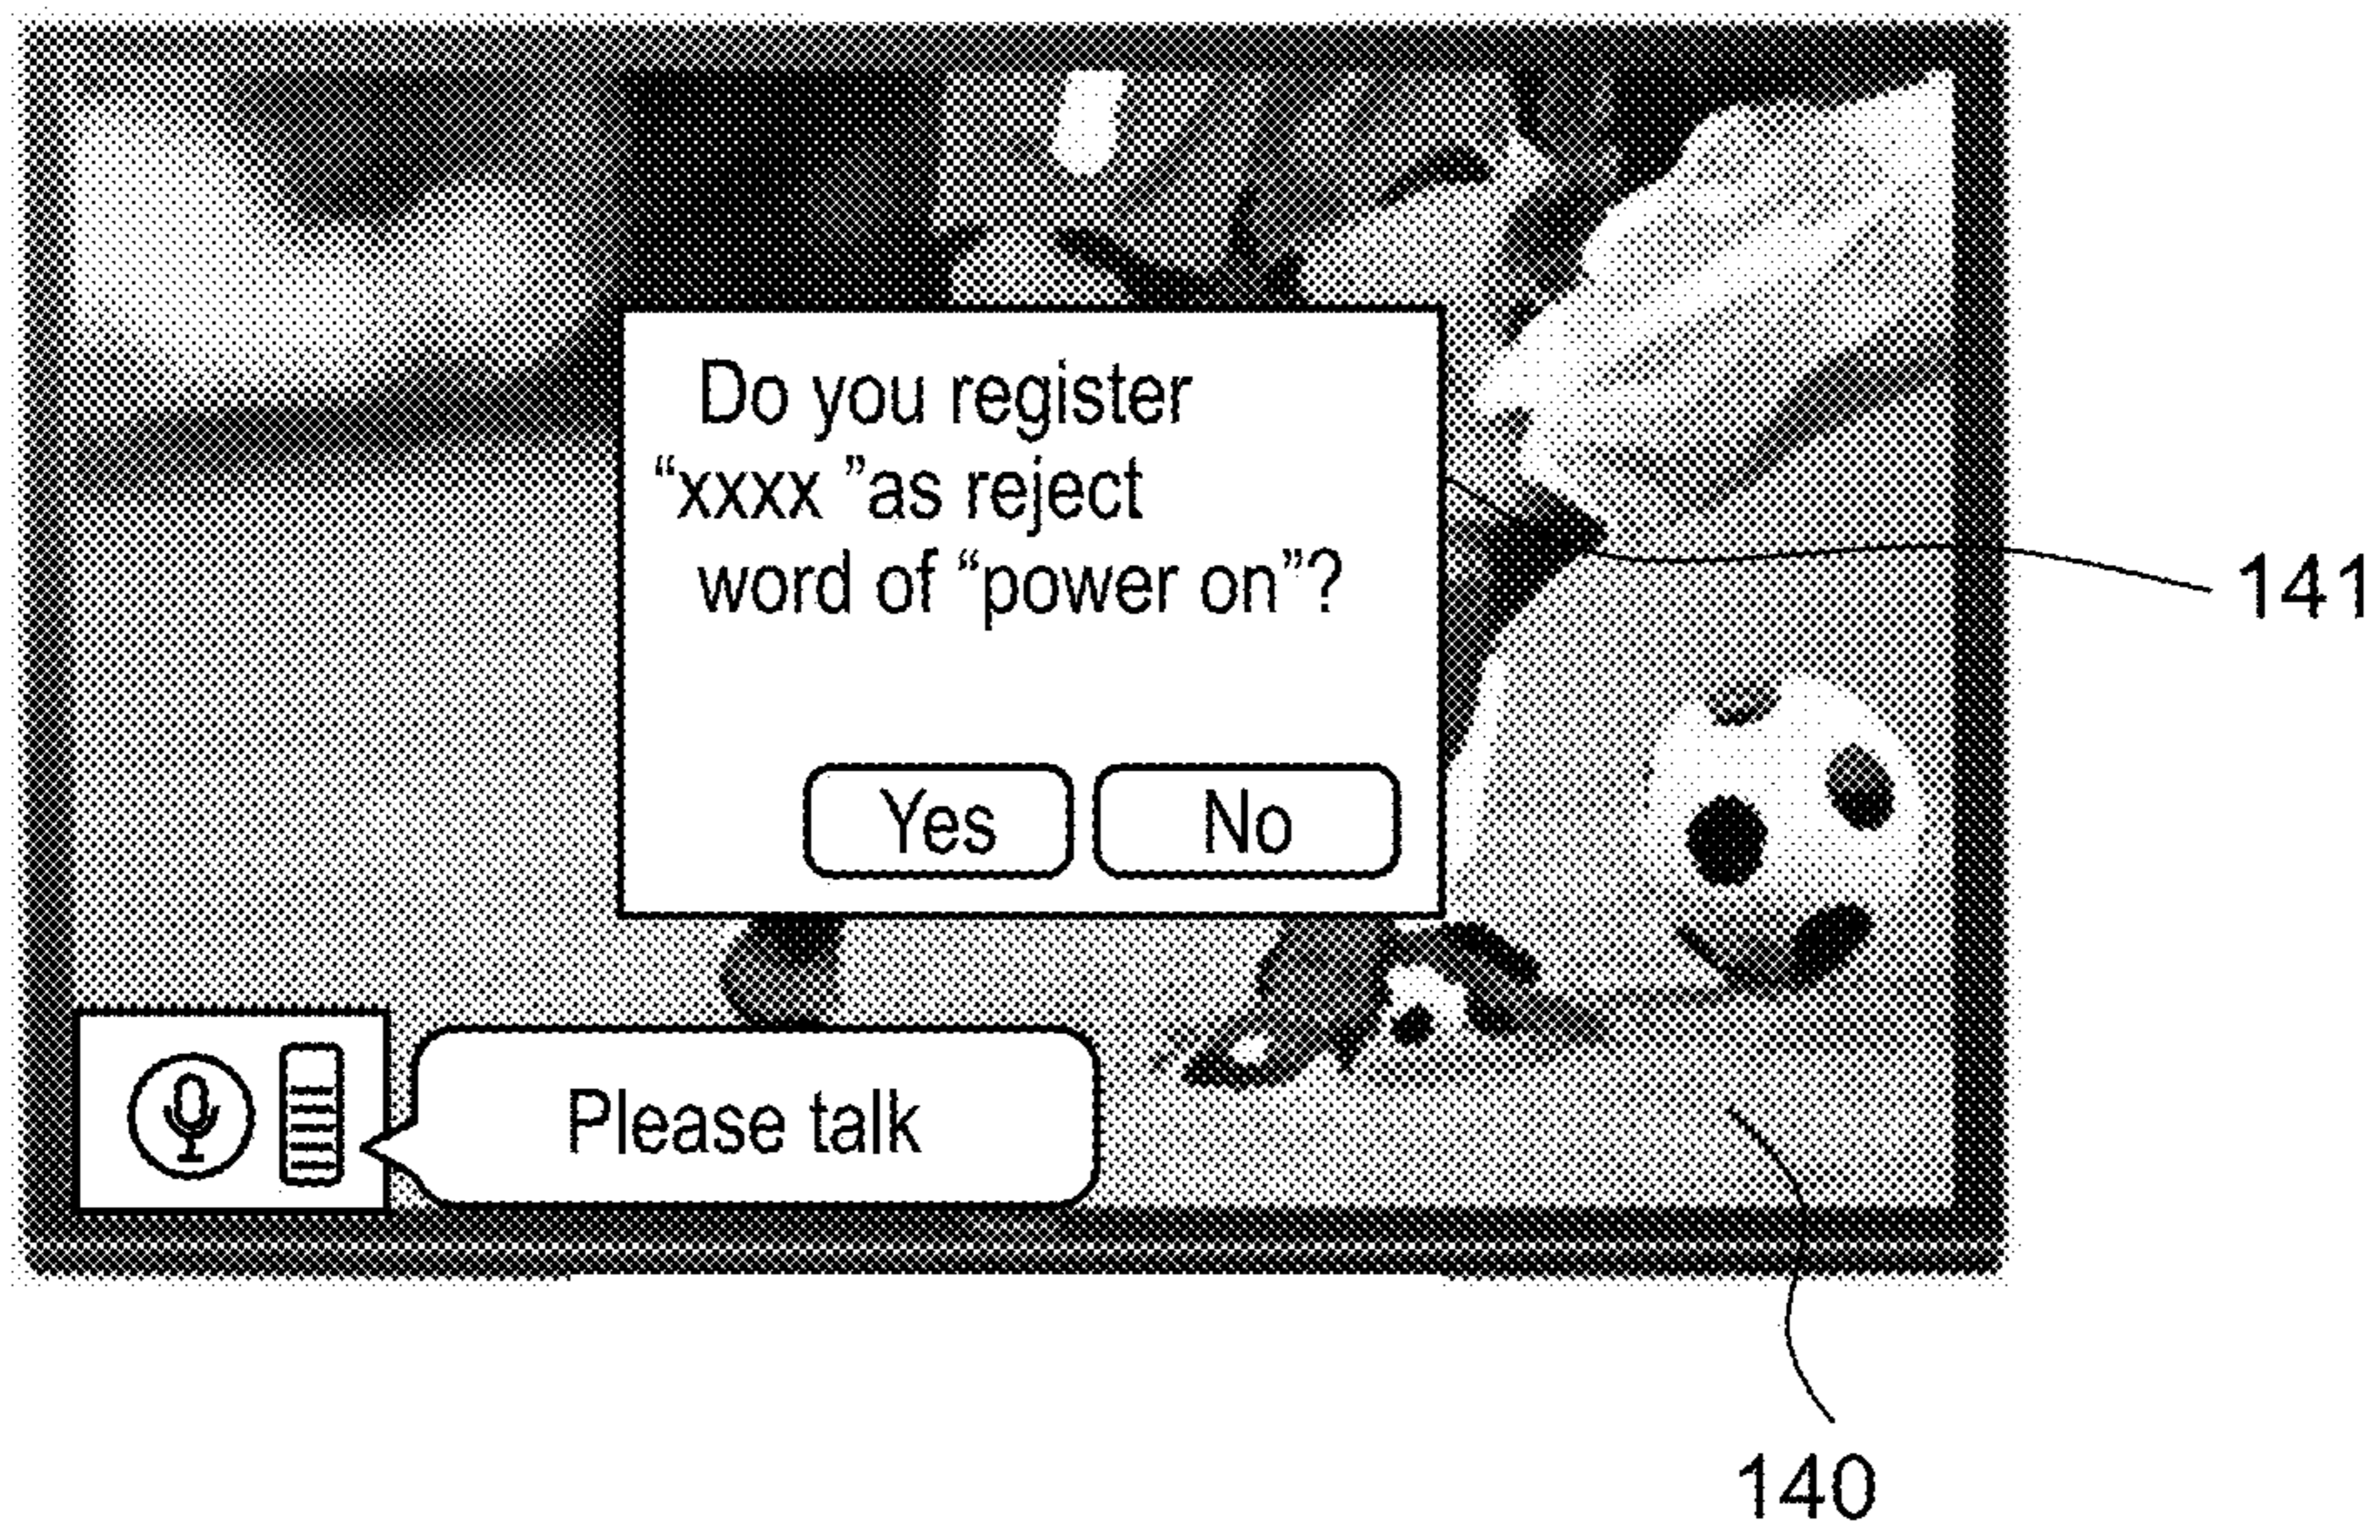 Do you register
“xxxx ”as reject
word of “power on”?
Yes No
Please talk
141
140